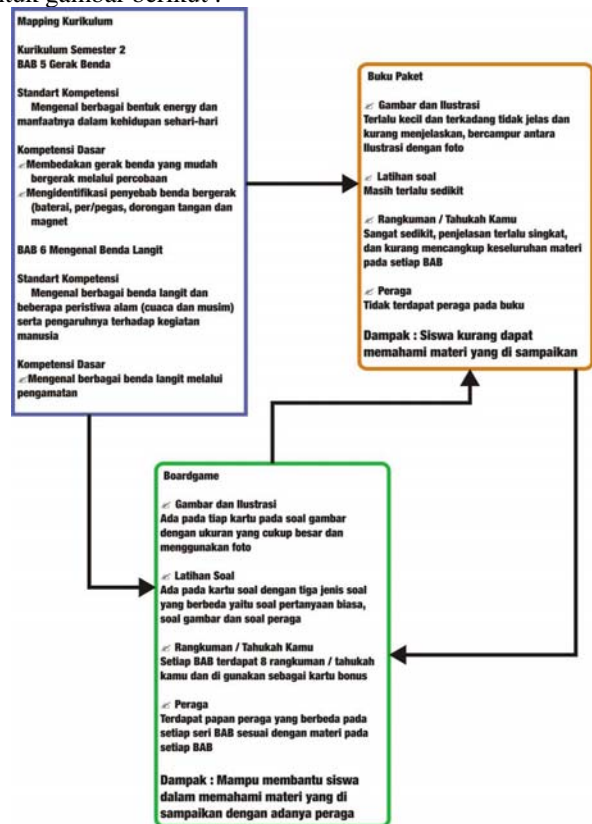 Mapping Kurikulum
Kurikulum Semester 2
BAB 5 Gerak Benda
Standart Kompetensi
Mengenal berbagai bentuk energy dan
manfaatnya dalam kehidupan sehari-hari
Kompetensi Dasar
Membedakan gerak benda yang mudah
bergerak melalui percobaan
Mengidentifikasi penyebab benda bergerak
(baterai, per/pegas, dorongan tangan dan
magnet
BAB 6 Mengenal Benda Langit
Standart Kompetensi
Mengenal berbagai benda langit dan
beberapa peristiwa alam (cuaca dan musim)
serta pengaruhnya terhadap kegiatan
manusia
Kompetensi Dasar
Mengenal berbagai benda langit melalui
pengamatan
Buku Paket
Gambar dan Ilustrasi
Terlalu kecil dan terkadang tidak jelas dan
kurang menjelaskan, bercampur antara
Ilustrasi dengan foto
Latihan soal
Masih terlalu sedikit
Rangkuman / Tahukah Kamu
Sangat sedikit, penjelasan terlalu singkat,
dan kurang mencangkup keseluruhan materi
pada setiap BAB
Peraga
Tidak terdapat peraga pada buku
Dampak : Siswa kurang dapat
memahami materi yang di sampaikan
Boardgame
Gambar dan Ilustrasi
Ada pada tiap kartu pada soal gambar
dengan ukuran yang cukup besar dan
menggunakan foto
Latihan Soal
Ada pada kartu soal dengan tiga jenis soal
yang berbeda yaitu soal pertanyaan biasa,
soal gambar dan soal peraga
Rangkuman / Tahukah Kamu
Setiap BAB terdapat 8 rangkuman / tahukah
kamu dan di gunakan sebagai kartu bonus
Peraga
Terdapat papan peraga yang berbeda pada
setiap seri BAB sesuai dengan materi pada
setiap BAB
Dampak : Mampu membantu siswa
dalam memahami materi yang di
sampaikan dengan adanya peraga